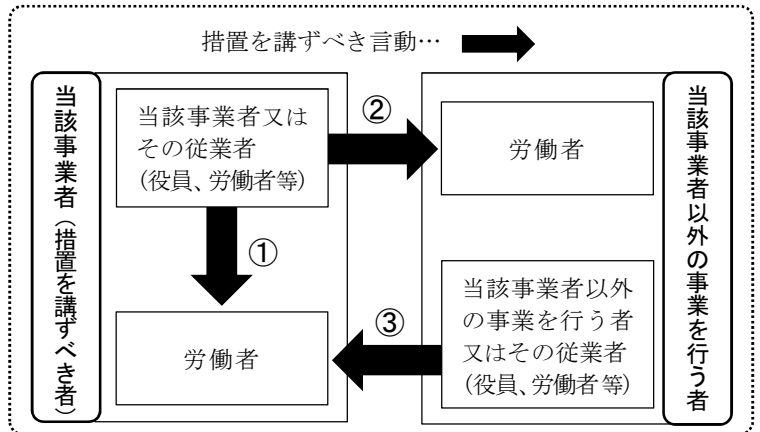 措置を講ずべき言動…
当該事業者（措置を講ずべき者）
当該事業者又は
その従業者
(役員、労働者等)
②
労働者
①
労働者
③
当該事業者以外
の事業を行う者
又はその従業者
(役員、労働者等)
当該事業者以外の事業を行う者